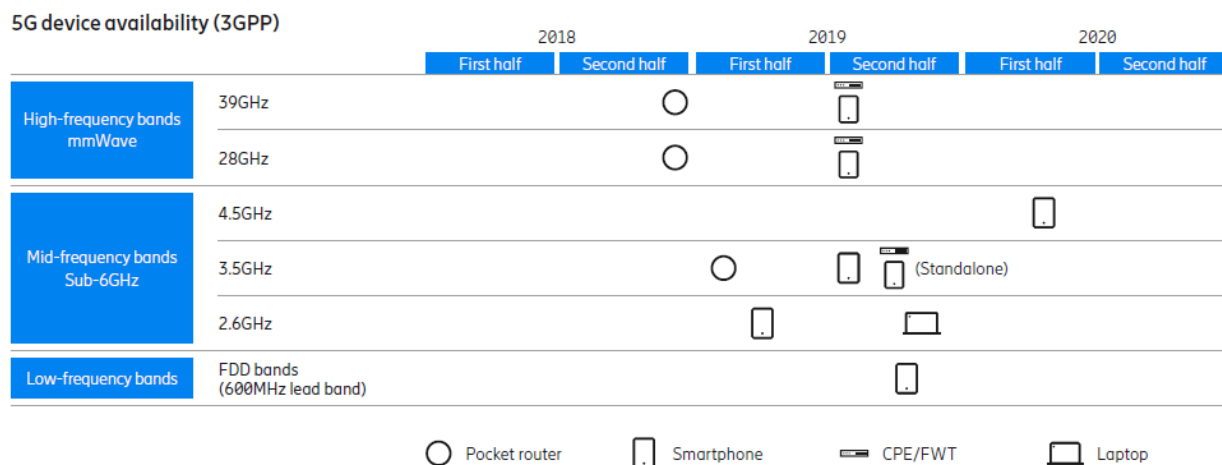 5G device availability (3GPP)
2018 2019 2020
First half Second half First half Second half First half Second half
High-frequency bands
mmWave
39GHz
28GHz
Mid-frequency bands
Sub-6GHz
4.5GHz
3.5GHz
(Standalone)
2.6GHz
Low-frequency bands
FDD bands
(600MHz lead band)
Pocket router Smartphone CPE/FWT Laptop